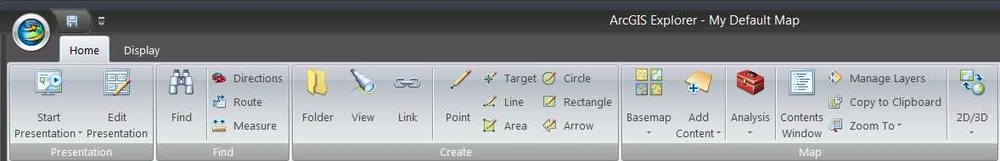 ArcGIS Explorer - My Default Map
Home Display
Start Presentation
Edit Presentation
Find
Directions
Route
Measure
Folder
View
Link
Point
Target
Line
Area
Circle
Rectangle
Arrow
Basemap
Add Content
Analysis
Contents Window
Manage Layers
Copy to Clipboard
Zoom To
2D/3D
Presentation
Find
Create
Map